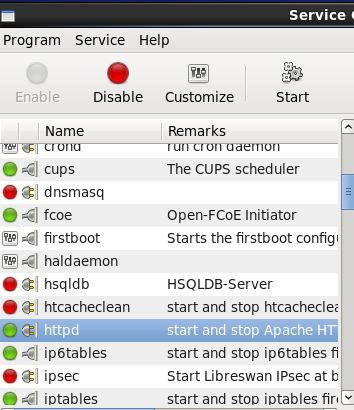 Service C
Program Service Help
Enable Disable Customize Start
Name Remarks
crond run cron daemon
cups The CUPS scheduler
dnsmasq
fcoe Open-FCoE Initiator
firstboot Starts the firstboot configu
haldaemon
hsqldb HSQLDB-Server
htcacheclean start and stop htcacheclea
httpd start and stop Apache HTT
ip6tables start and stop ip6tables fi
ipsec Start Libreswan IPsec at b
iptables start and stop iptables fire